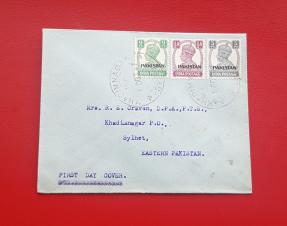 PAKISTAN PAKISTAN PAKISTAN
INDIA POSTAGE INDIA POSTAGE INDIA POSTAGE
Mrs. R. E. Craven, D.P.A.,P.T.S.,
Khadimnagar P.O.,
Sylhet,
EASTERN PAKISTAN.
FIRST DAY COVER.